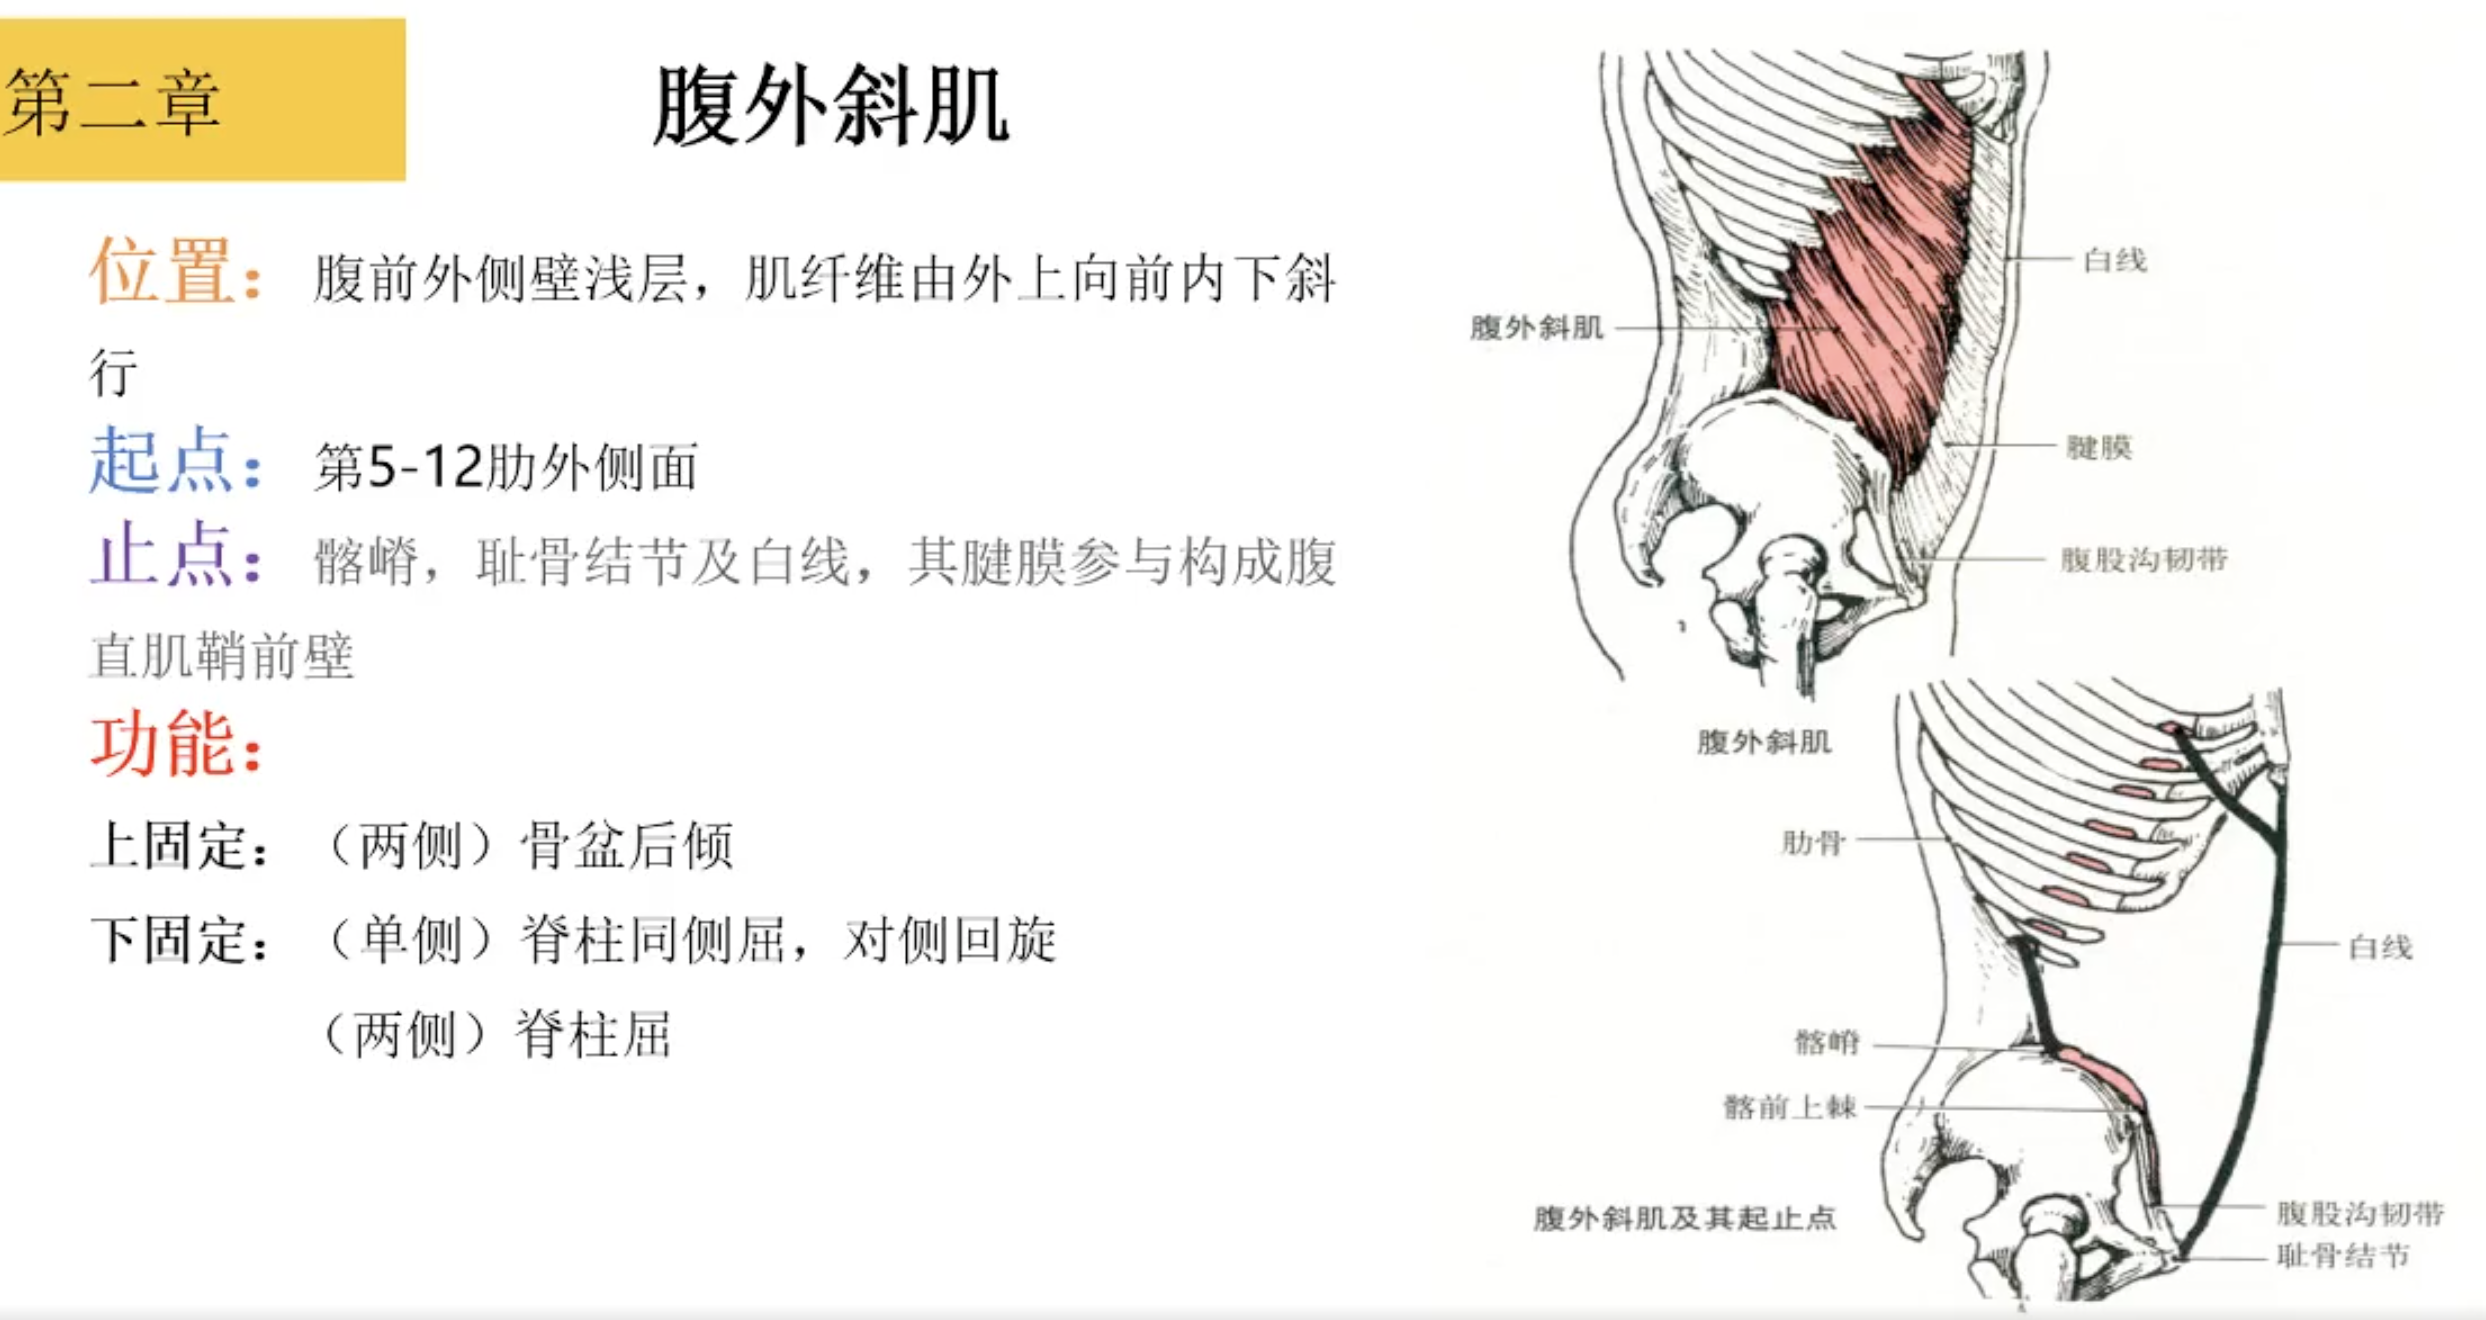 第二章
腹外斜肌
位置：腹前外侧壁浅层，肌纤维由外上向前内下斜
行
起点：第5-12肋外侧面
止点：髂嵴，耻骨结节及白线，其腱膜参与构成腹
直肌鞘前壁
功能：
上固定：（两侧）骨盆后倾
下固定：（单侧）脊柱同侧屈，对侧回旋
（两侧）脊柱屈
白线
腹外斜肌
腱膜
腹股沟韧带
腹外斜肌
肋骨
白线
髂嵴
髂前上棘
腹外斜肌及其起止点
腹股沟韧带
耻骨结节